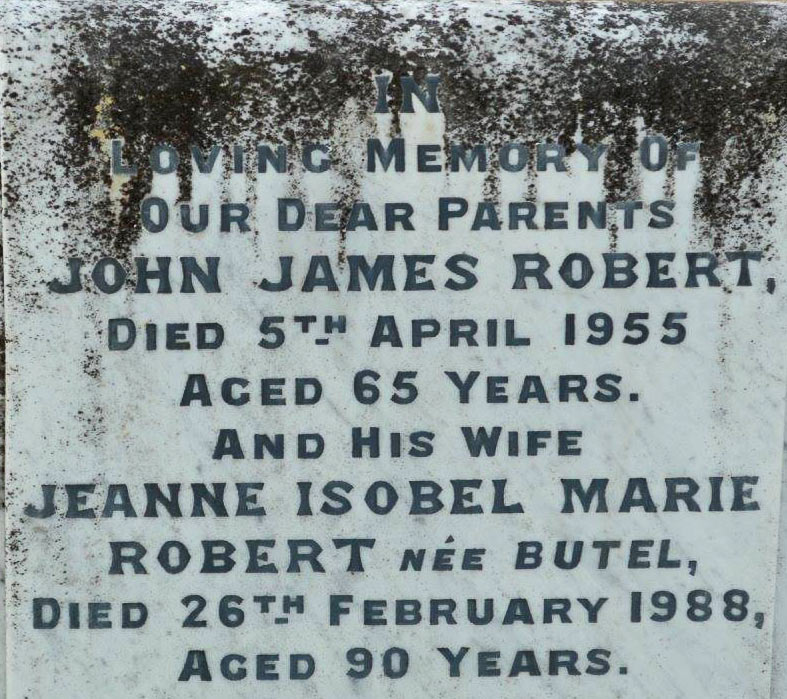 IN
LOVING MEMORY OF
OUR DEAR PARENTS
JOHN JAMES ROBERT,
DIED 5TH APRIL 1955
AGED 65 YEARS.
AND HIS WIFE
JEANNE ISOBEL MARIE
ROBERT NÉE BUTEL,
DIED 26TH FEBRUARY 1988,
AGED 90 YEARS.